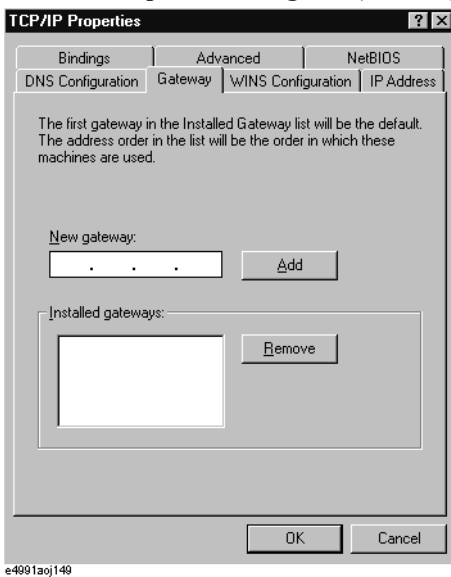 TCP/IP Properties
? X
Bindings Advanced NetBIOS
DNS Configuration Gateway WINS Configuration IP Address
The first gateway in the Installed Gateway list will be the default.
The address order in the list will be the order in which these
machines are used.
New gateway:
. . .
Add
Installed gateways:
Remove
OK Cancel
e4991aoj149